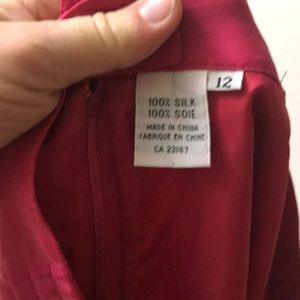 12
100% SILK
100% SOIE
MADE IN CHINA
FABRIQUE EN CHINE
CA 23167